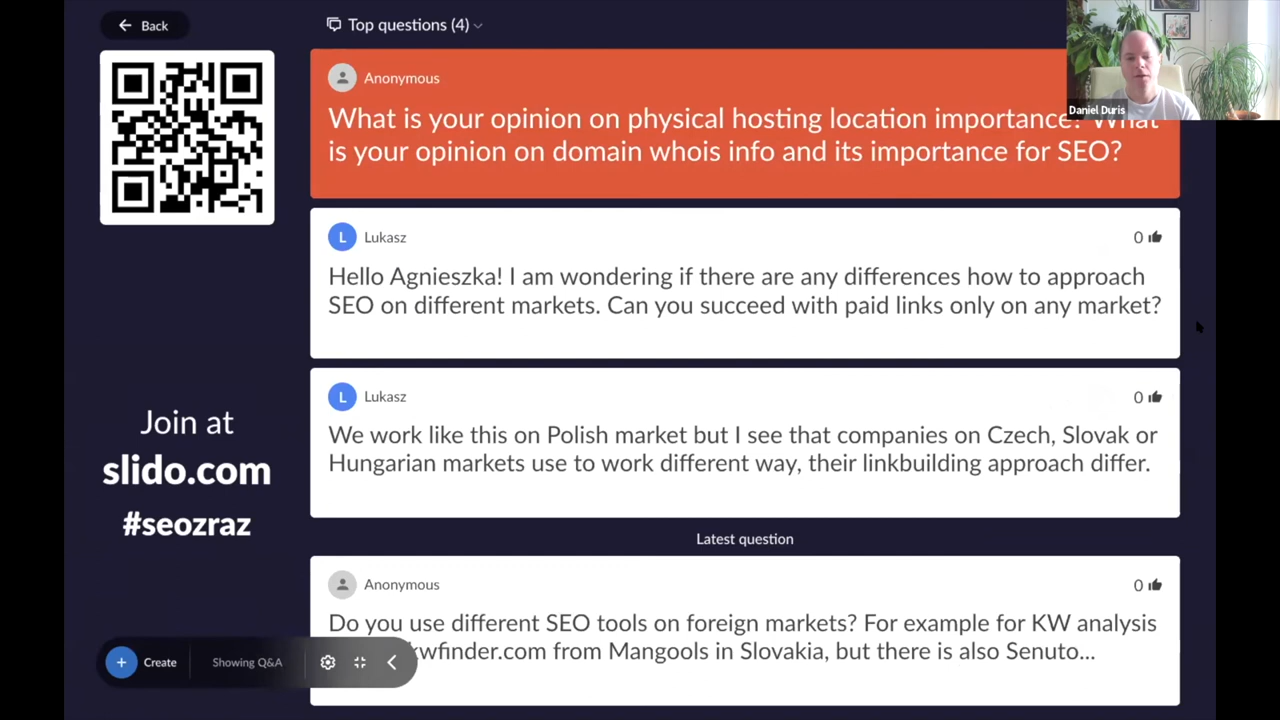 Back
Top questions (4)
Anonymous
What is your opinion on physical hosting location importance? What
is your opinion on domain whois info and its importance for SEO?
Daniel Duris
L Lukasz
0
Hello Agnieszka! I am wondering if there are any differences how to approach
SEO on different markets. Can you succeed with paid links only on any market?
L Lukasz
0
We work like this on Polish market but I see that companies on Czech, Slovak or
Hungarian markets use to work different way, their linkbuilding approach differ.
Join at
slido.com
#seozraz
Latest question
Anonymous
0
Do you use different SEO tools on foreign markets? For example for KW analysis
kwfinder.com from Mangools in Slovakia, but there is also Senuto...
Create
Showing Q&A